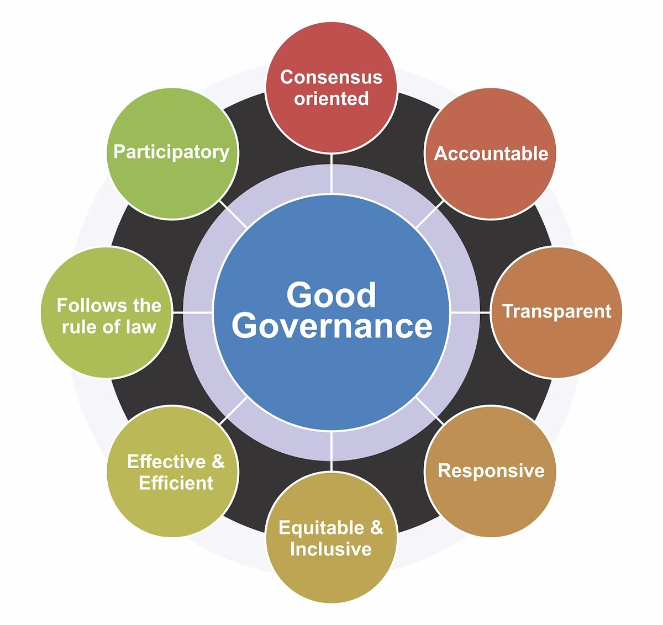 Consensus
oriented
Accountable
Transparent
Responsive
Equitable &
Inclusive
Effective &
Efficient
Follows the
rule of law
Participatory
Good
Governance